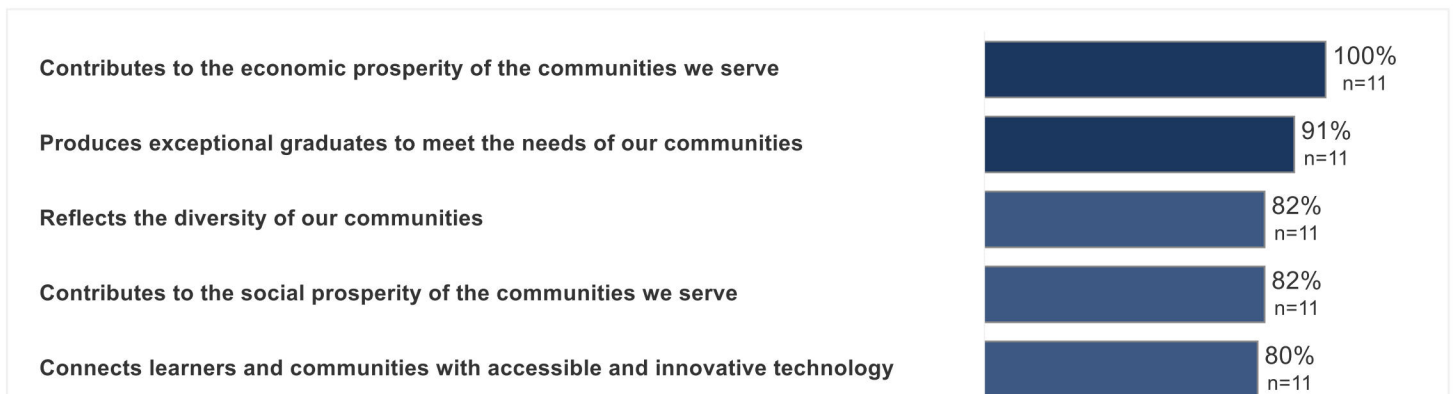 Contributes to the economic prosperity of the communities we serve
100%
n=11
Produces exceptional graduates to meet the needs of our communities
91%
n=11
Reflects the diversity of our communities
82%
n=11
Contributes to the social prosperity of the communities we serve
82%
n=11
Connects learners and communities with accessible and innovative technology
80%
n=11